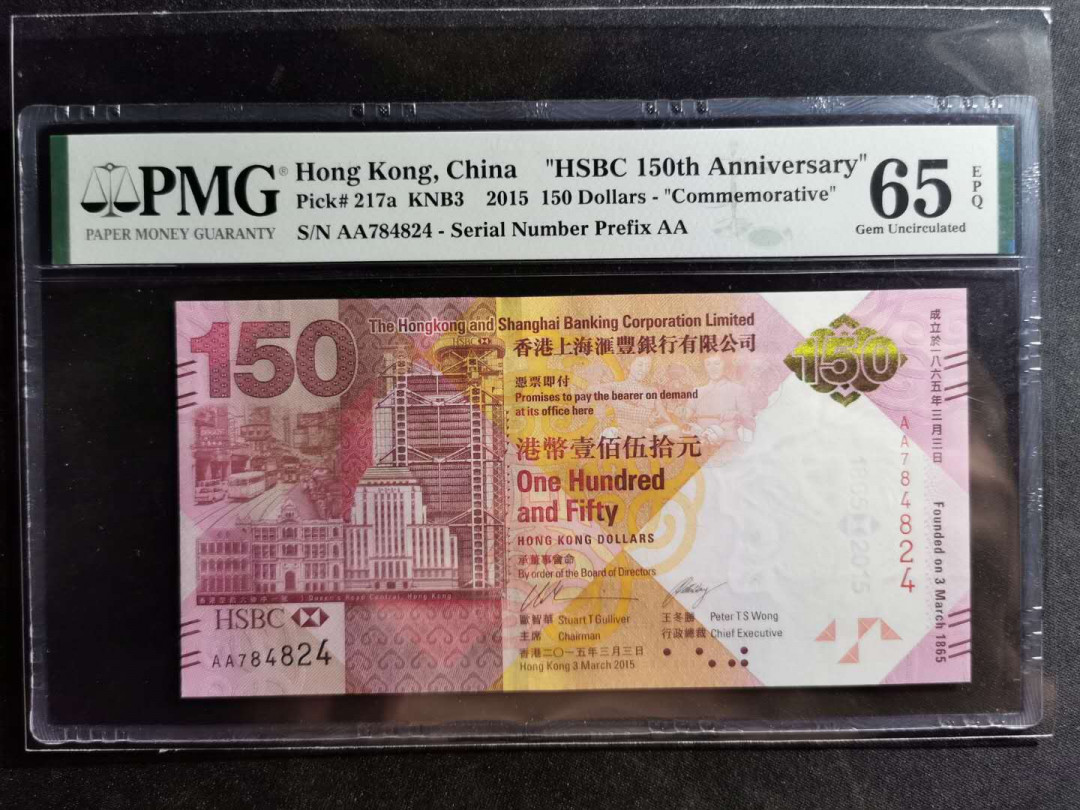 PMG®
PAPER MONEY GUARANTY
Hong Kong, China "HSBC 150th Anniversary"
Pick# 217a KNB3 2015 150 Dollars - "Commemorative"
S/N AA784824 - Serial Number Prefix AA
65
EPQ
Gem Uncirculated
150
The Hongkong and Shanghai Banking Corporation Limited
HSBC
香港上海滙豐銀行有限公司
憑票即付
Promises to pay the bearer on demand
at its office here
港幣壹佰伍拾元
One Hundred
and Fifty
HONG KONG DOLLARS
承董事會命
By order of the Board of Directors
歐智華 Stuart T Gulliver
主席 Chairman
王冬勝 Peter T S Wong
行政總裁 Chief Executive
香港二〇一五年三月三日
Hong Kong 3 March 2015
1 Queen's Road Central, Hong Kong
HSBC
AA784824
150
AA784824
成立於一八六五年三月三日
Founded on 3 March 1865